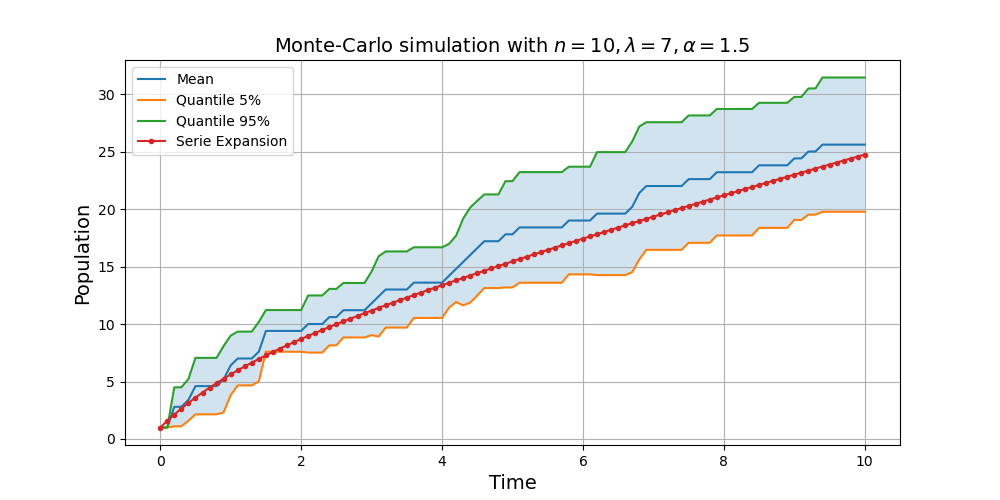 Monte-Carlo simulation with n = 10, λ = 7, α = 1.5
Mean
Quantile 5%
Quantile 95%
Serie Expansion
Population
30
25
20
15
10
5
0
0 2 4 6 8 10
Time